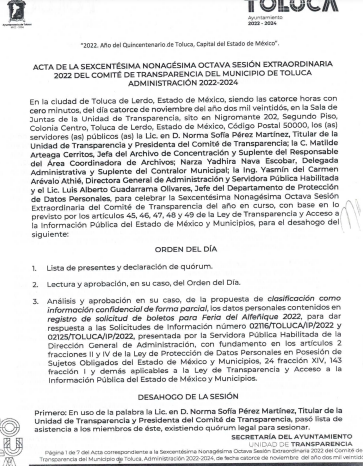 TOLUCA
Ayuntamiento
2022 - 2024
"2022. Año del Quincentenario de Toluca, Capital del Estado de México".
ACTA DE LA SEXCENTÉSIMA NONAGÉSIMA OCTAVA SESIÓN EXTRAORDINARIA
2022 DEL COMITÉ DE TRANSPARENCIA DEL MUNICIPIO DE TOLUCA
ADMINISTRACIÓN 2022-2024
En la ciudad de Toluca de Lerdo, Estado de México, siendo las catorce horas con
cero minutos, del día catorce de noviembre del año dos mil veintidós, en la Sala de
Juntas de la Unidad de Transparencia, sito en Nigromante 202, Segundo Piso,
Colonia Centro, Toluca de Lerdo, Estado de México, Código Postal 50000, los (as)
servidores (as) públicos (as) la Lic. en D. Norma Sofía Pérez Martínez, Titular de la
Unidad de Transparencia y Presidenta del Comité de Transparencia; la C. Matilde
Arteaga Cerritos, Jefa del Archivo de Concentración y Suplente del Responsable
del Área Coordinadora de Archivos; Narza Yadhira Nava Escobar, Delegada
Administrativa y Suplente del Contralor Municipal; la Ing. Yasmín del Carmen
Arévalo Athié, Directora General de Administración y Servidora Pública Habilitada
y el Lic. Luis Alberto Guadarrama Olivares, Jefe del Departamento de Protección
de Datos Personales, para celebrar la Sexcentésima Nonagésima Octava Sesión
Extraordinaria del Comité de Transparencia del año en curso, con base en lo
previsto por los artículos 45, 46, 47, 48 y 49 de la Ley de Transparencia y Acceso a
la Información Pública del Estado de México y Municipios, para el desahogo del
siguiente:
ORDEN DEL DÍA
1. Lista de presentes y declaración de quórum.
2. Lectura y aprobación, en su caso, del Orden del Día.
3. Análisis y aprobación en su caso, de la propuesta de clasificación como
información confidencial de forma parcial, los datos personales contenidos en
registro de solicitud de boletos para Feria del Alfeñique 2022, para dar
respuesta a las Solicitudes de Información número 02116/TOLUCA/IP/2022 y
02125/TOLUCA/IP/2022, presentada por la Servidora Pública Habilitada de la
Dirección General de Administración, con fundamento en los artículos 2
fracciones II y IV de la Ley de Protección de Datos Personales en Posesión de
Sujetos Obligados del Estado de México y Municipios, 24 fracción XIV, 143
fracción I y demás aplicables a la Ley de Transparencia y Acceso a la
Información Pública del Estado de México y Municipios.
DESAHOGO DE LA SESIÓN
Primero: En uso de la palabra la Lic. en D. Norma Sofía Pérez Martínez, Titular de la
Unidad de Transparencia y Presidenta del Comité de Transparencia, pasó lista de
asistencia a los miembros de éste, existiendo quórum legal para sesionar.
SECRETARÍA DEL AYUNTAMIENTO
UNIDAD DE TRANSPARENCIA
Página 1 de 7 del Acta correspondiente a la Sexcentésima Nonagésima Octava Sesión Extraordinaria 2022 del Comité de
Transparencia del Municipio de Toluca, Administración 2022-2024, de fecha catorce de noviembre del año dos mil veintidós